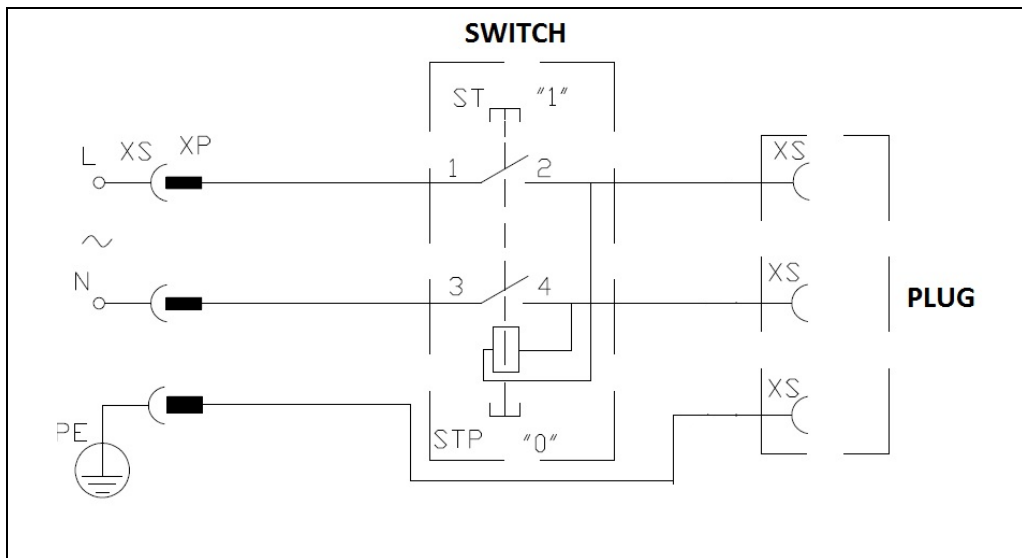 SWITCH
ST "1"
L XS XP
1 2
XS
N
3 4
XS
PLUG
XS
PE
STP "0"